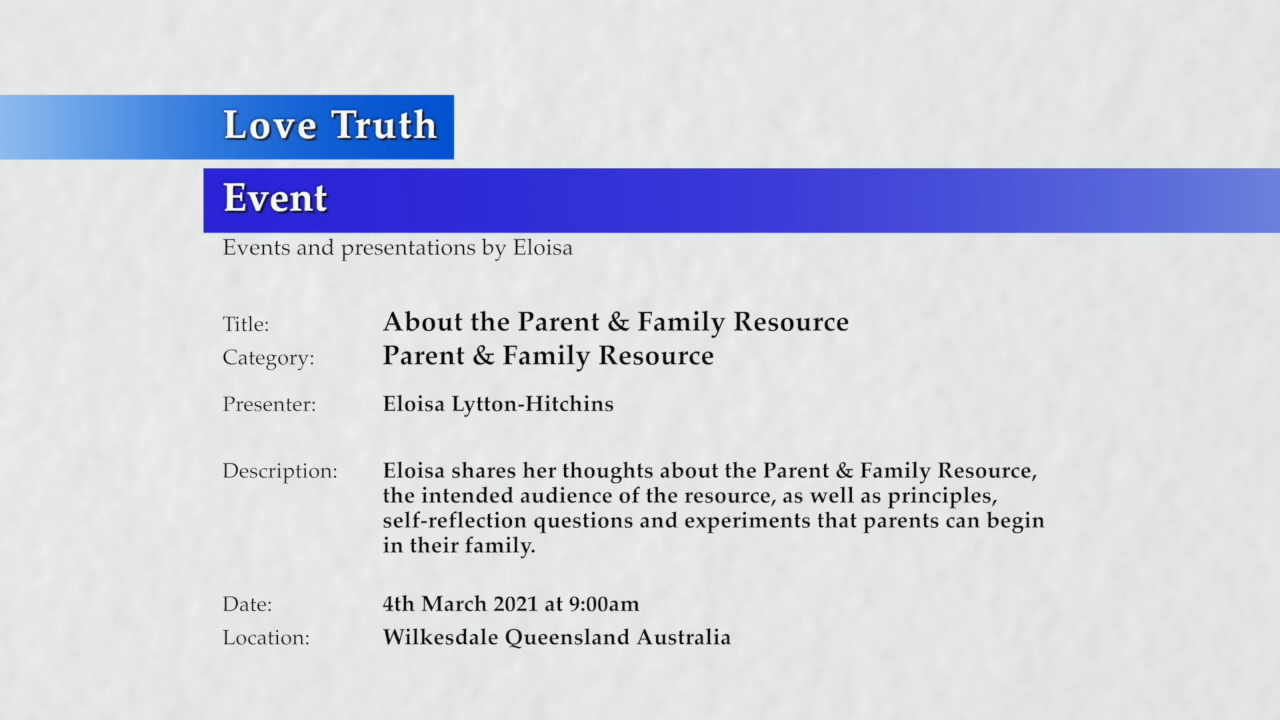 Love Truth
Event
Events and presentations by Eloisa
Title: About the Parent & Family Resource
Category: Parent & Family Resource
Presenter: Eloisa Lytton-Hitchins
Description: Eloisa shares her thoughts about the Parent & Family Resource,
the intended audience of the resource, as well as principles,
self-reflection questions and experiments that parents can begin
in their family.
Date: 4th March 2021 at 9:00am
Location: Wilkesdale Queensland Australia